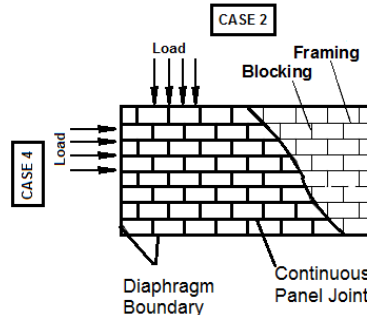 CASE 2
Load
Framing
Blocking
CASE 4
Load
Diaphragm
Boundary
Continuous
Panel Joint